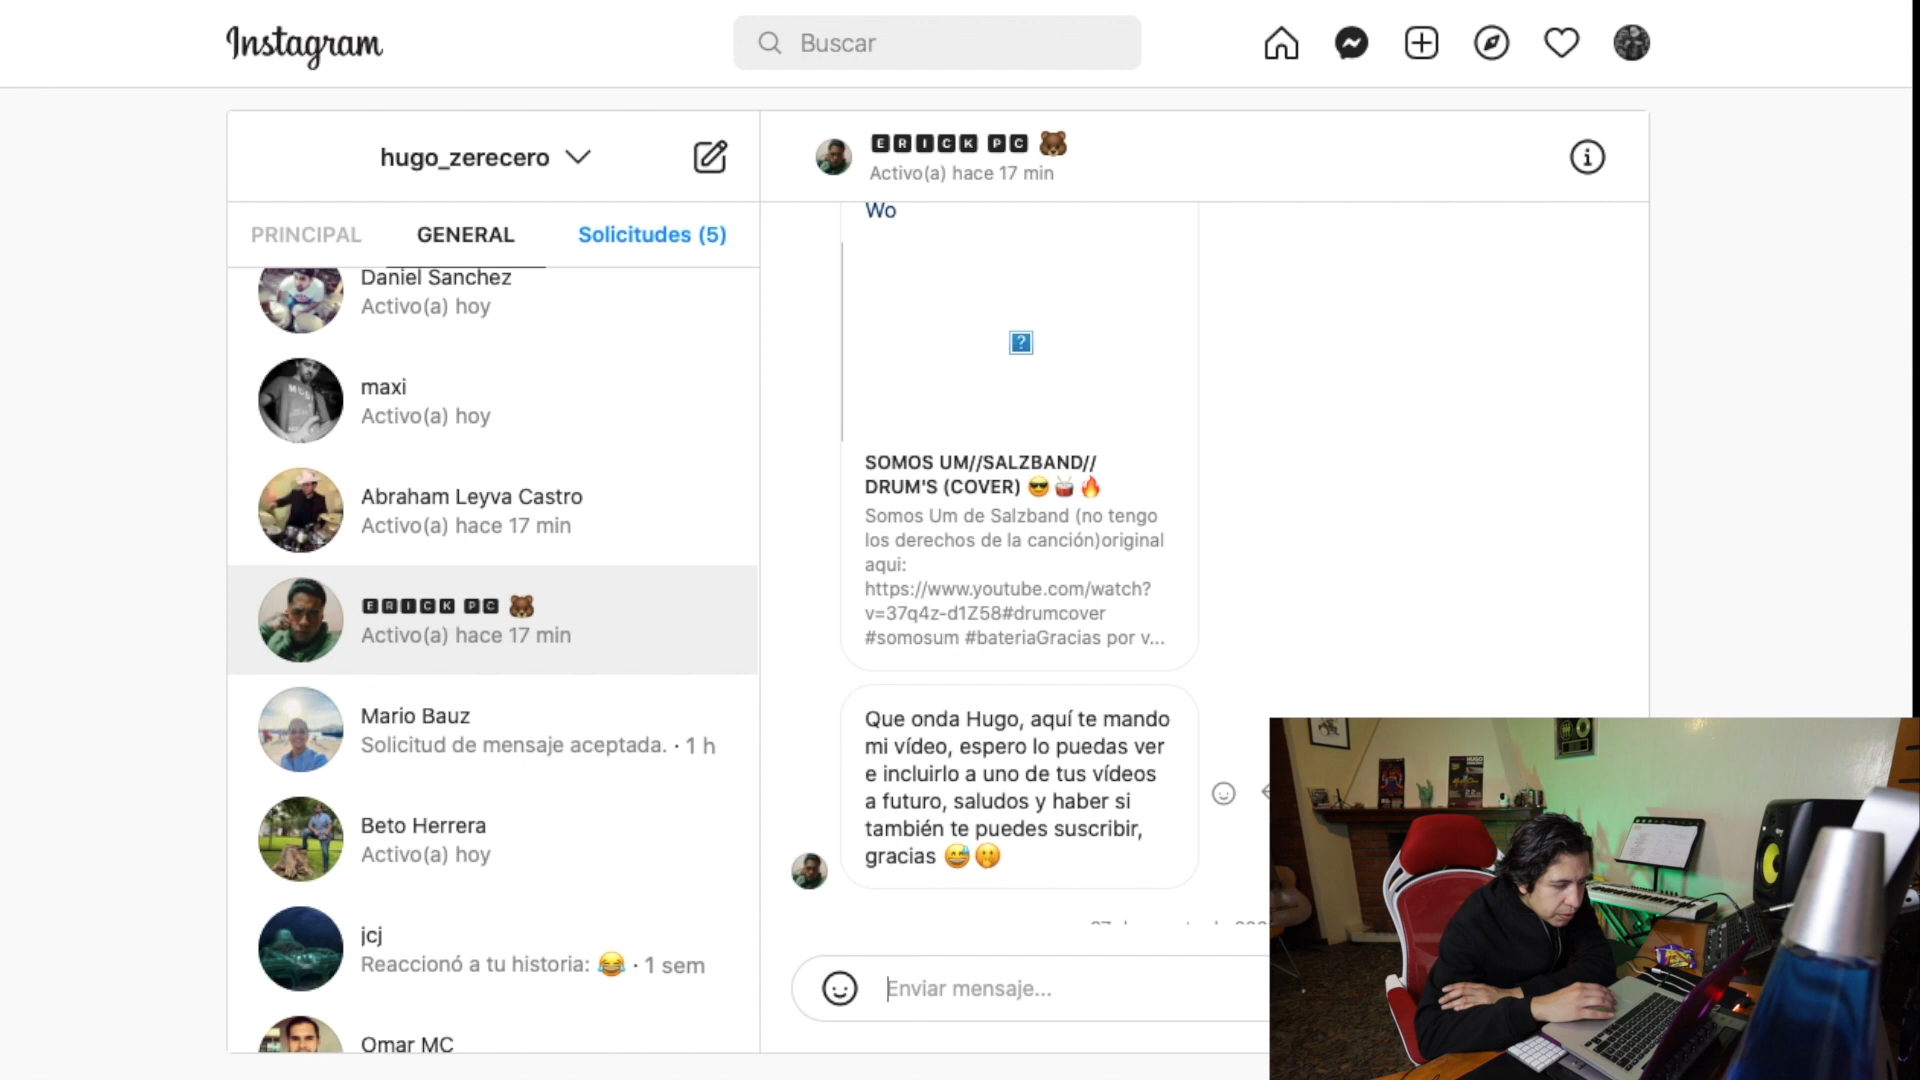 Instagram
Buscar
hugo_zerecero
PRINCIPAL
GENERAL
Solicitudes (5)
Daniel Sanchez
Activo(a) hoy
maxi
Activo(a) hoy
Abraham Leyva Castro
Activo(a) hace 17 min
ERICK PC 🐻
Activo(a) hace 17 min
Mario Bauz
Solicitud de mensaje aceptada. · 1 h
Beto Herrera
Activo(a) hoy
jcj
Reaccionó a tu historia: 😂 · 1 sem
Omar MC
ERICK PC 🐻
Activo(a) hace 17 min
Wo
SOMOS UM//SALZBAND//
DRUM'S (COVER) 😎🥁🔥
Somos Um de Salzband (no tengo
los derechos de la canción)original
aqui:
https://www.youtube.com/watch?
v=37q4z-d1Z58#drumcover
#somosum #bateriaGracias por v...
Que onda Hugo, aquí te mando
mi vídeo, espero lo puedas ver
e incluirlo a uno de tus vídeos
a futuro, saludos y haber si
también te puedes suscribir,
gracias 😅🤭
Enviar mensaje...